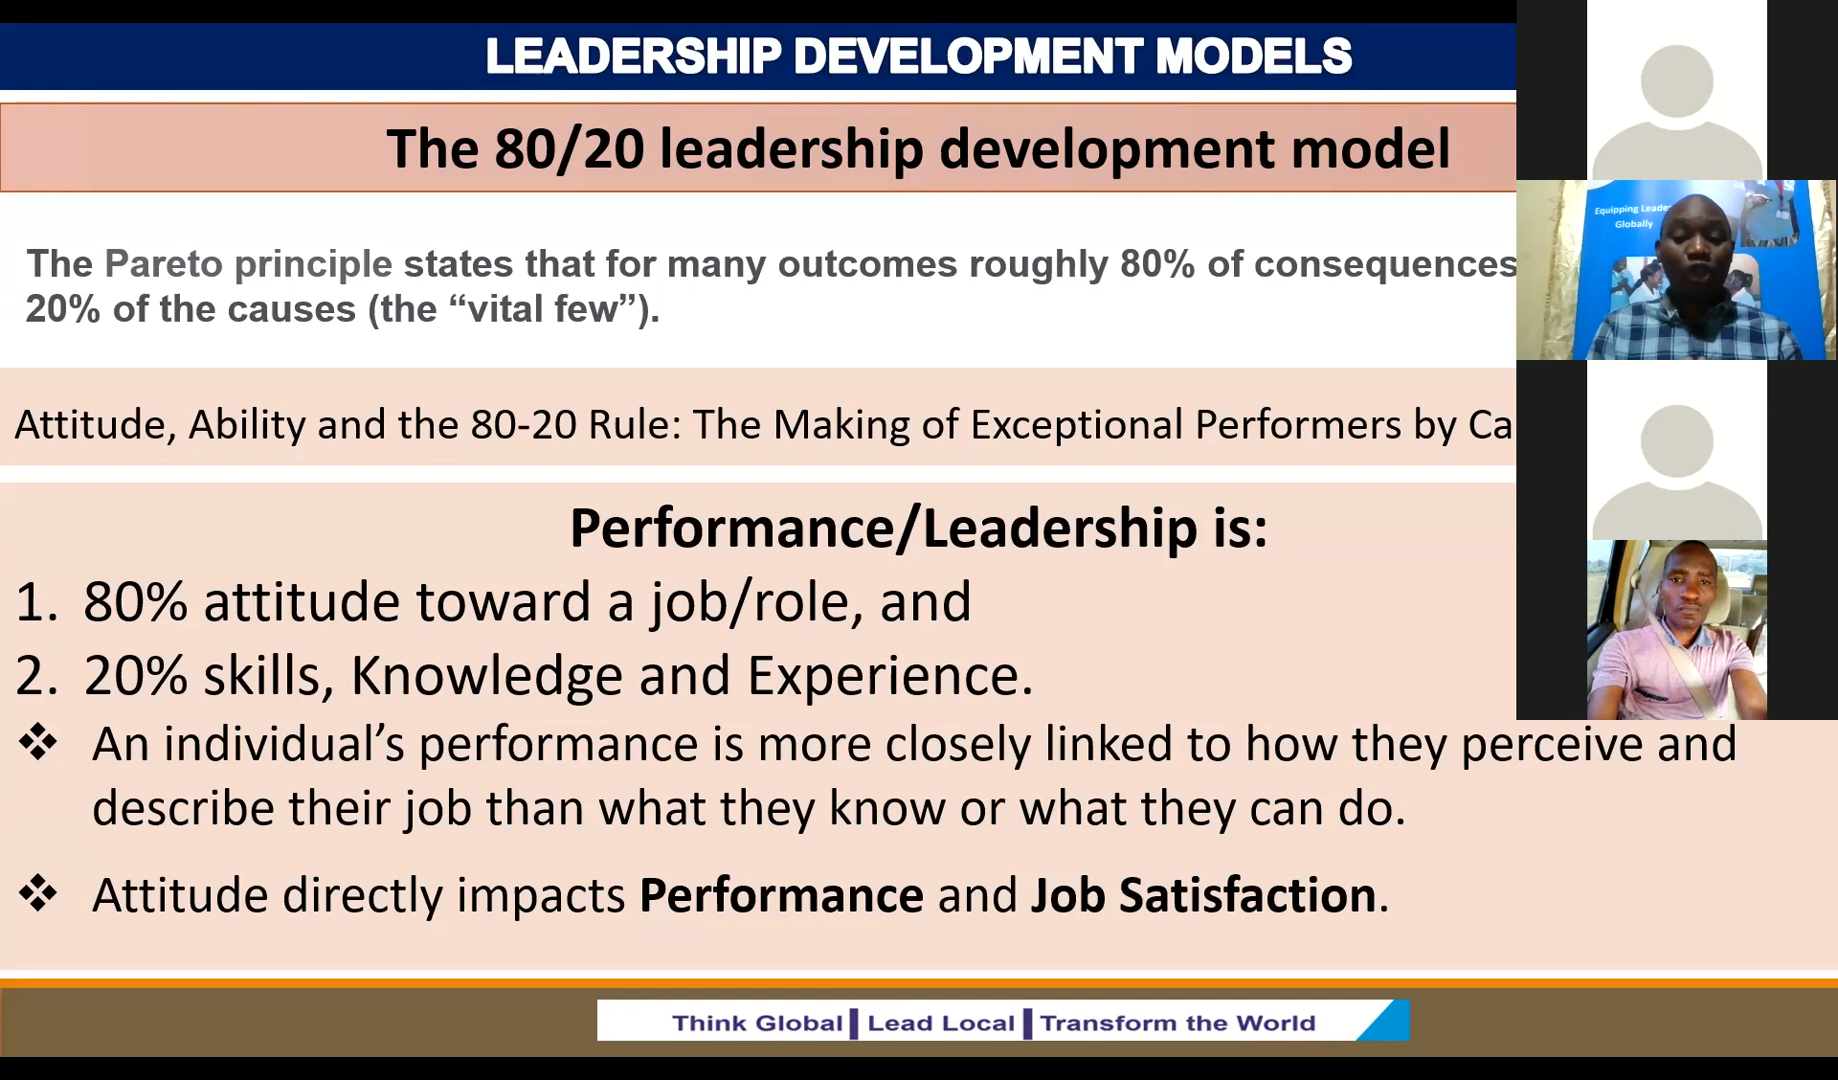 LEADERSHIP DEVELOPMENT MODELS
The 80/20 leadership development model
The Pareto principle states that for many outcomes roughly 80% of consequences
20% of the causes (the “vital few”).
Attitude, Ability and the 80-20 Rule: The Making of Exceptional Performers by
Performance/Leadership is:
1. 80% attitude toward a job/role, and
2. 20% skills, Knowledge and Experience.
❖ An individual’s performance is more closely linked to how they perceive and
describe their job than what they know or what they can do.
❖ Attitude directly impacts Performance and Job Satisfaction.
Think Global | Lead Local | Transform the World
Equipping
Globally